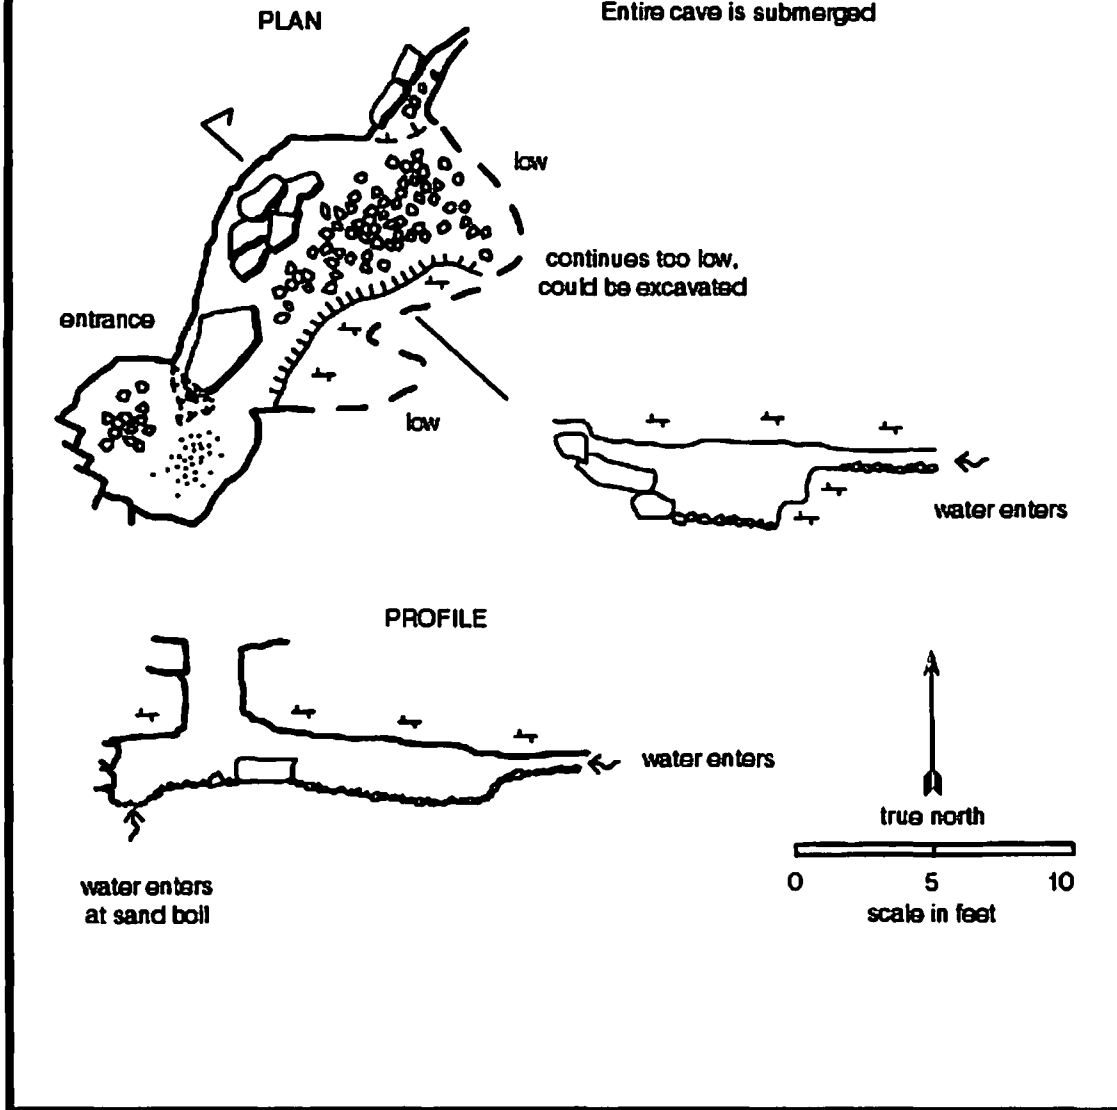 PLAN
Entire cave is submerged
low
continues too low,
could be excavated
entrance
low
water enters
PROFILE
water enters
true north
0 5 10
scale in feet
water enters
at sand boil